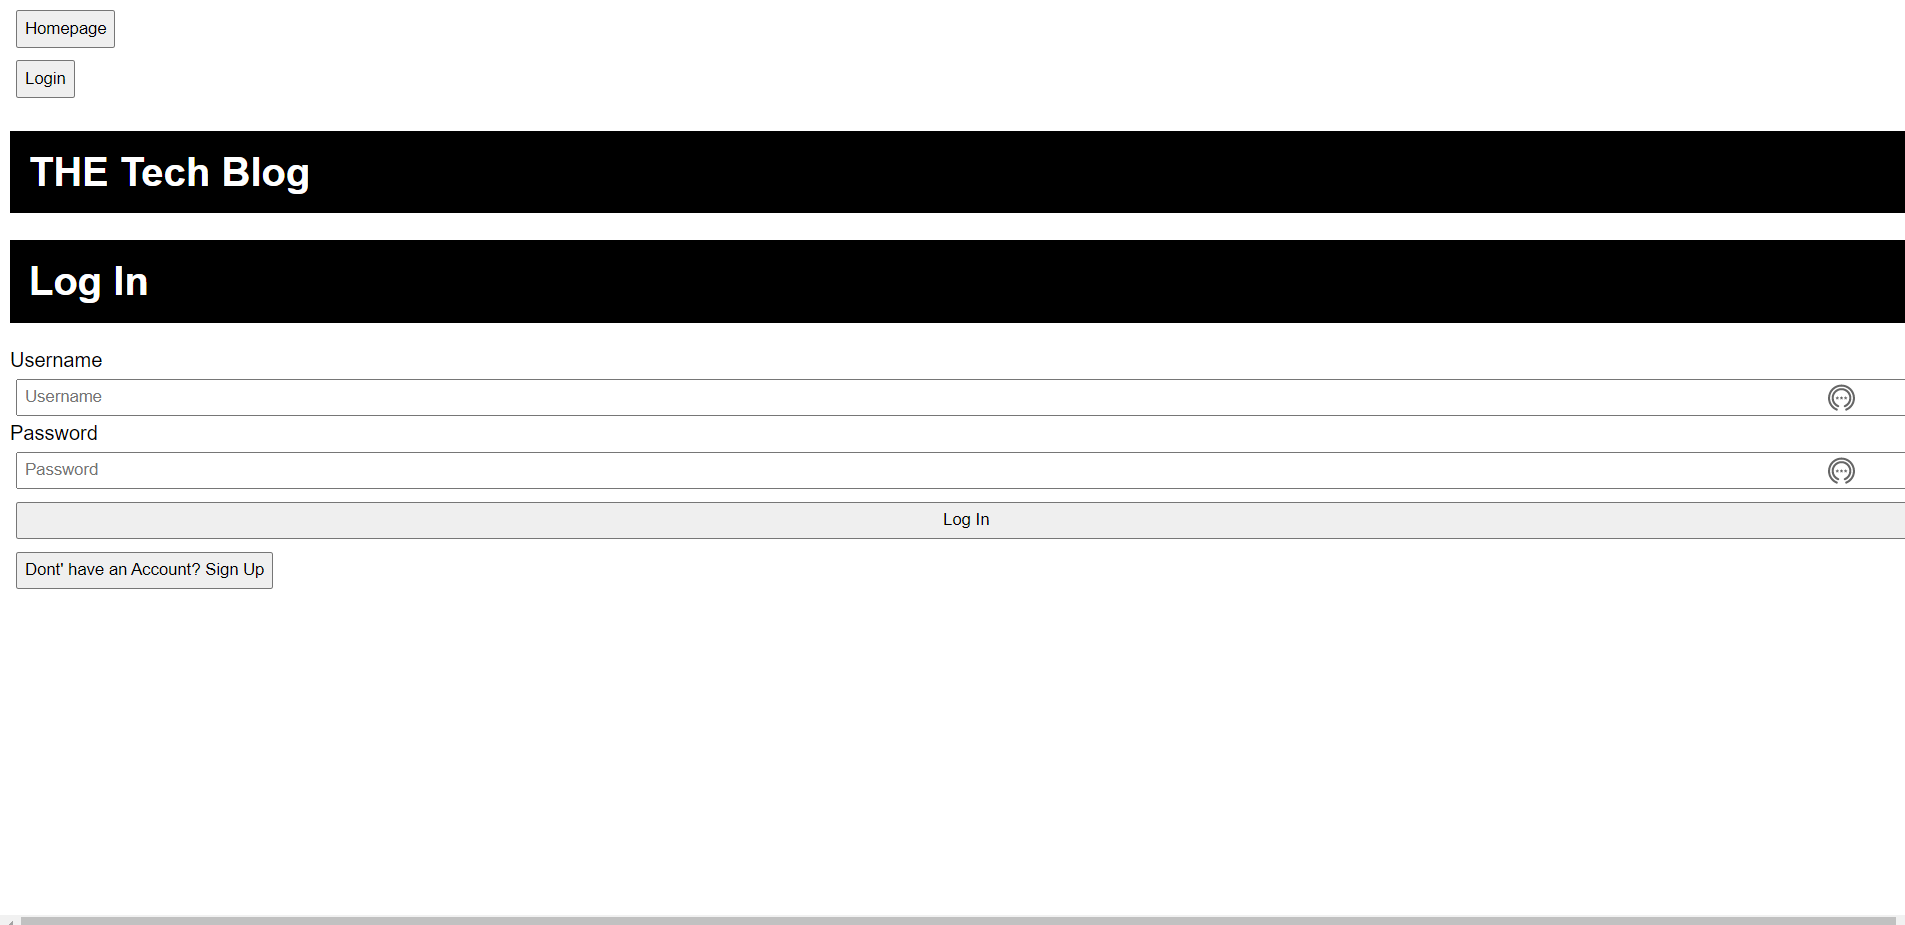 Homepage
Login
THE Tech Blog
Log In
Username
Username
Password
Password
Log In
Dont' have an Account? Sign Up